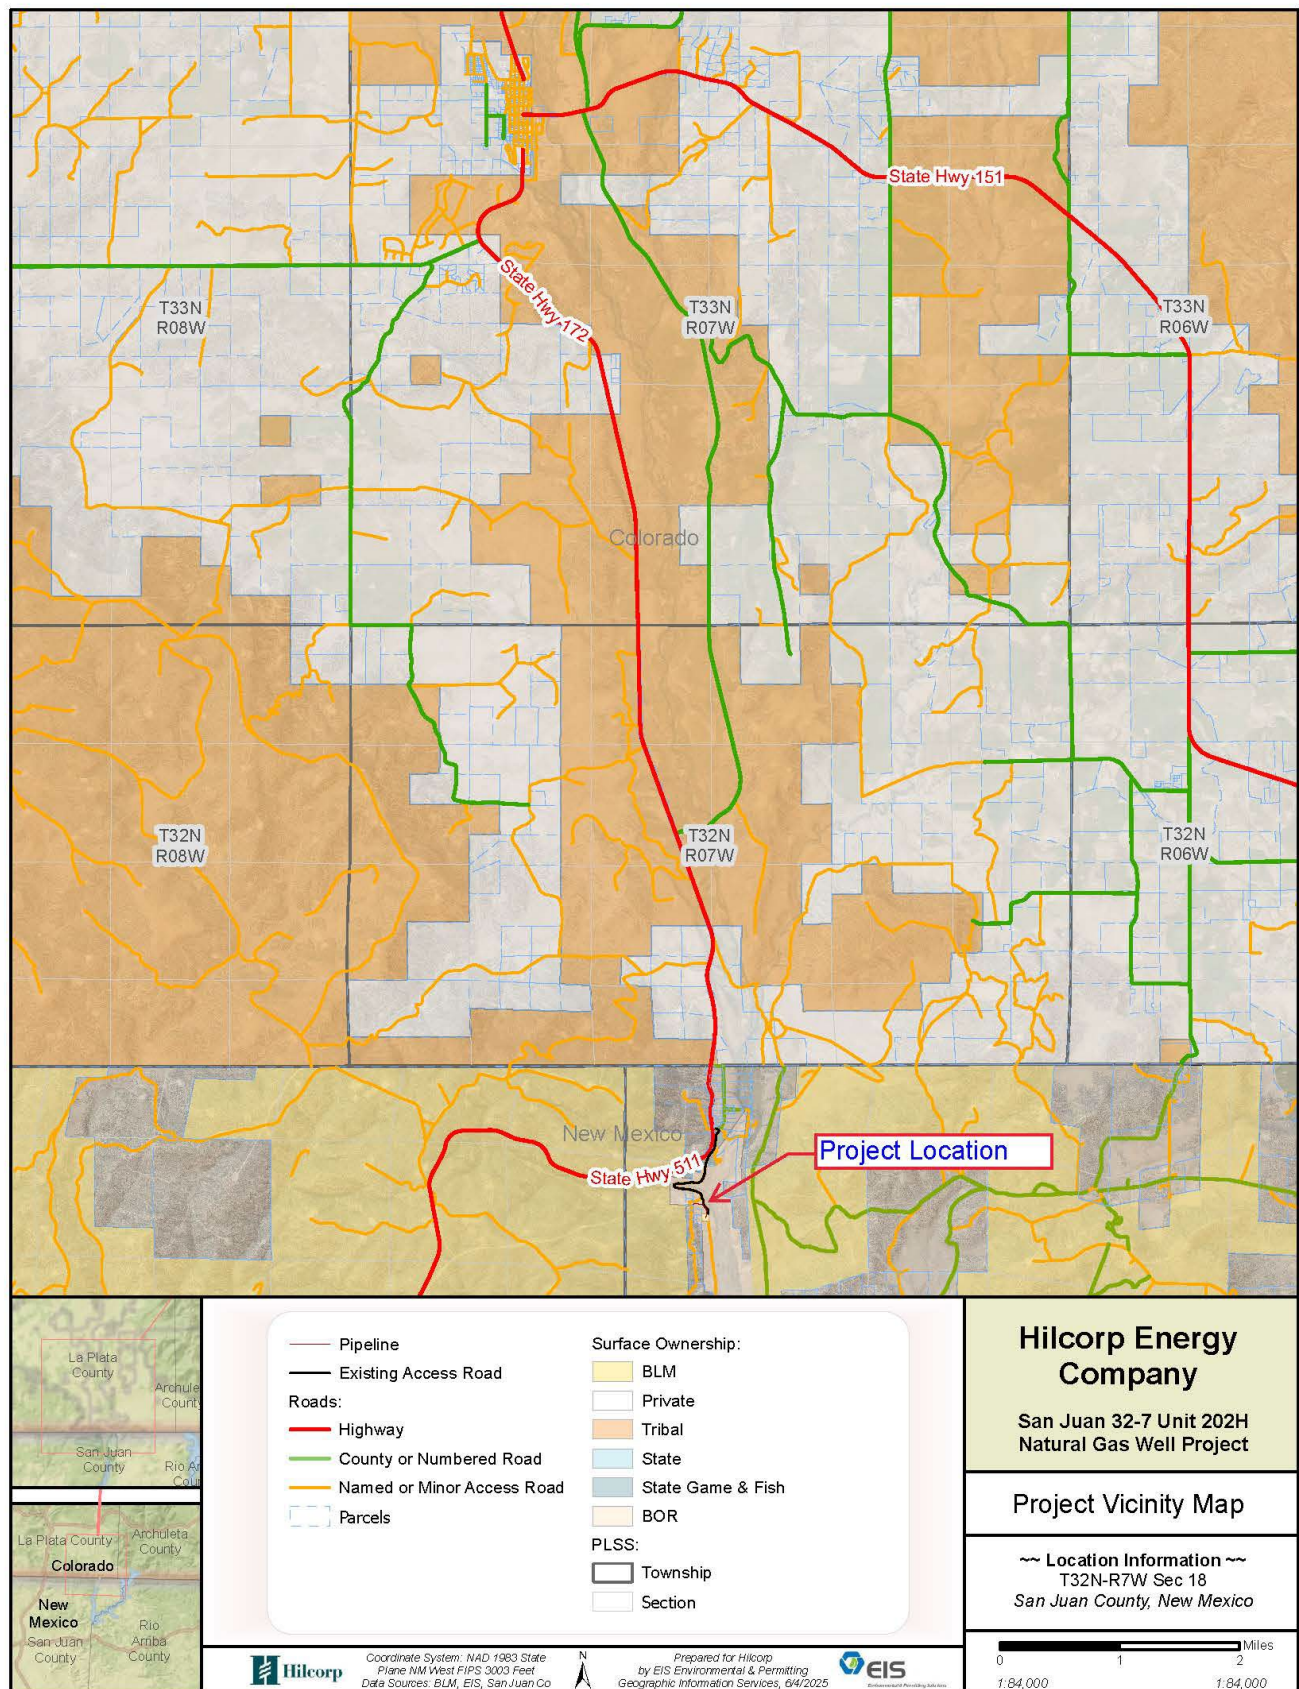 State Hwy 151
State Hwy 172
T33N
R08W
T33N
R07W
T33N
R06W
Colorado
T32N
R08W
T32N
R07W
T32N
R06W
New Mexico
State Hwy 511
Project Location
La Plata
County
Archule
County
San Juan
County
Rio Ar
Coun
La Plata County
Archuleta
County
Colorado
New
Mexico
San Juan
County
Rio
Arriba
County
Pipeline
Existing Access Road
Roads:
Highway
County or Numbered Road
Named or Minor Access Road
Parcels
Surface Ownership:
BLM
Private
Tribal
State
State Game & Fish
BOR
PLSS:
Township
Section
Hilcorp
Coordinate System: NAD 1983 State
Plane NM West FIPS 3003 Feet
Data Sources: BLM, EIS, San Juan Co
N
Prepared for Hilcorp
by EIS Environmental & Permitting
Geographic Information Services, 6/4/2025
EIS
Environmental & Permitting Solutions
Hilcorp Energy
Company
San Juan 32-7 Unit 202H
Natural Gas Well Project
Project Vicinity Map
~~ Location Information ~~
T32N-R7W Sec 18
San Juan County, New Mexico
Miles
0 1 2
1:84,000 1:84,000